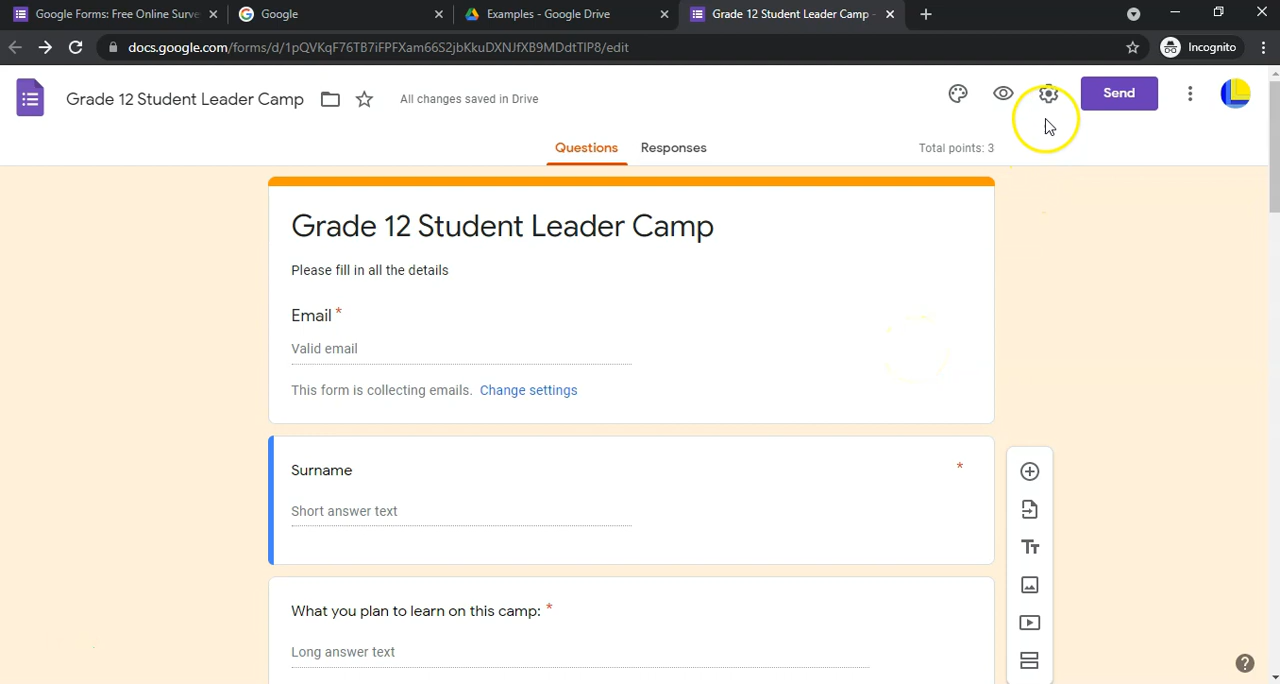 Google Forms: Free Online Surve
Google
Examples - Google Drive
Grade 12 Student Leader Camp -
docs.google.com/forms/d/1pQVKqF76TB7iFPFXam66S2jbKkuDXNJfXB9MDdtTIP8/edit
Incognito
Grade 12 Student Leader Camp
All changes saved in Drive
Send
Questions
Responses
Total points: 3
Grade 12 Student Leader Camp
Please fill in all the details
Email *
Valid email
This form is collecting emails. Change settings
Surname *
Short answer text
What you plan to learn on this camp: *
Long answer text